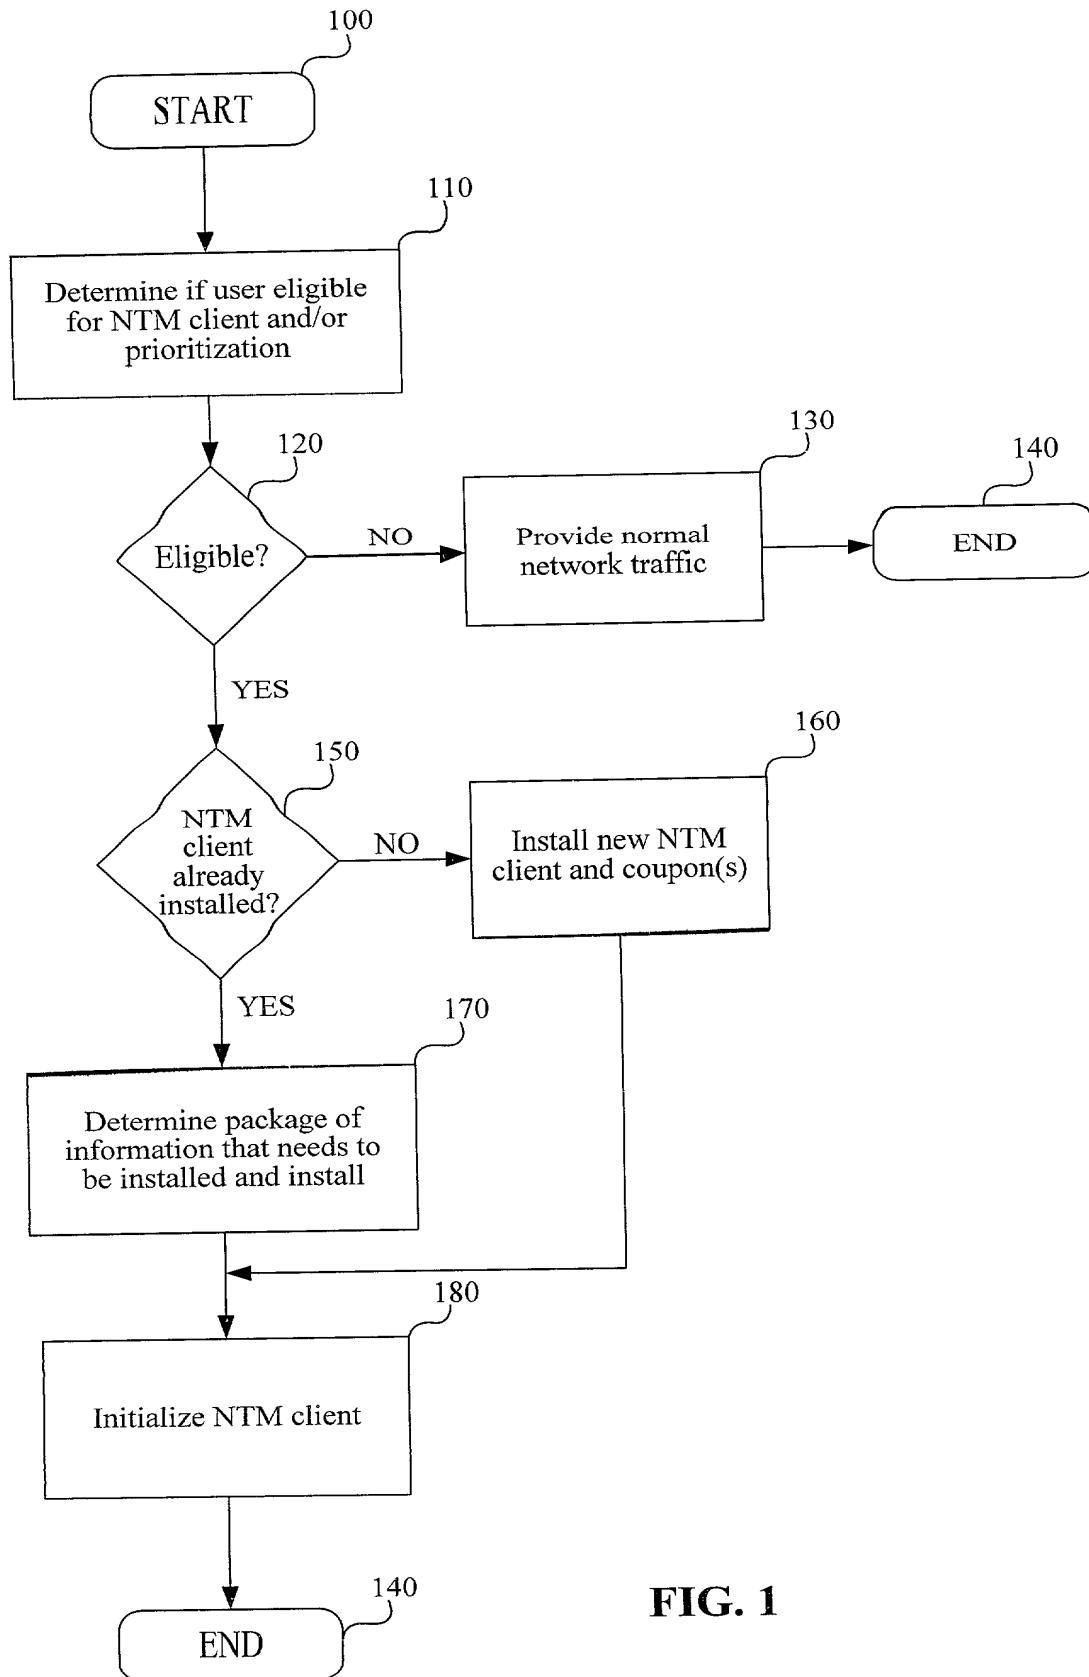 100
START
110
Determine if user eligible
for NTM client and/or
prioritization
120
Eligible?
NO
130
Provide normal
network traffic
140
END
YES
150
NTM
client
already
installed?
NO
160
Install new NTM
client and coupon(s)
YES
170
Determine package of
information that needs to
be installed and install
180
Initialize NTM client
140
END
FIG. 1